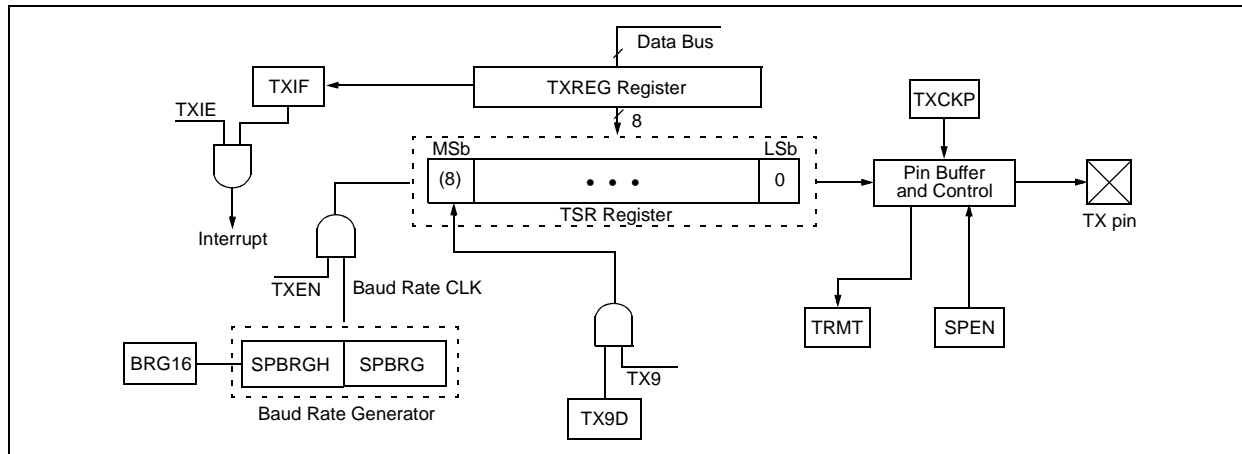 Data Bus
TXIF
TXREG Register
TXCKP
TXIE
8
MSb
LSb
(8)
• • •
0
Pin Buffer
and Control
TSR Register
TX pin
Interrupt
TXEN
Baud Rate CLK
TRMT
SPEN
BRG16
SPBRGH
SPBRG
TX9
Baud Rate Generator
TX9D